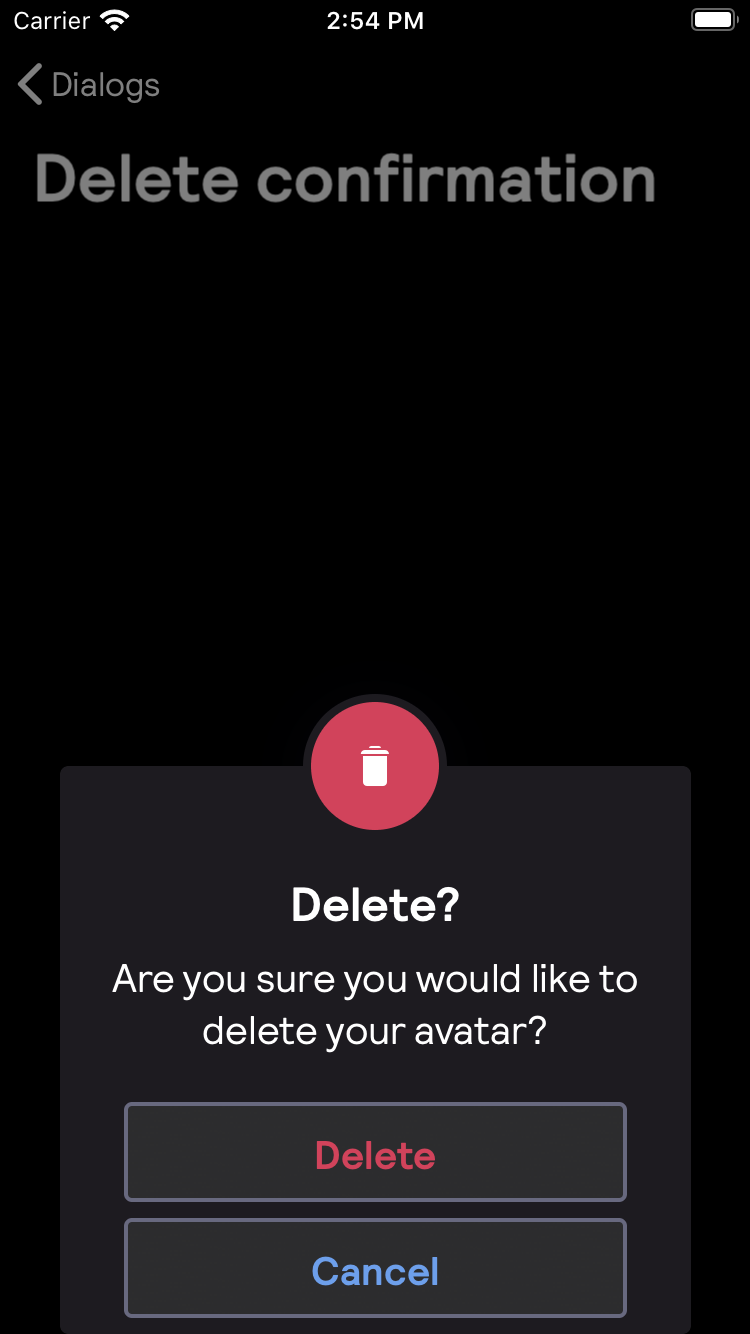 Carrier 2:54 PM
Dialogs
Delete confirmation
Delete?
Are you sure you would like to
delete your avatar?
Delete
Cancel